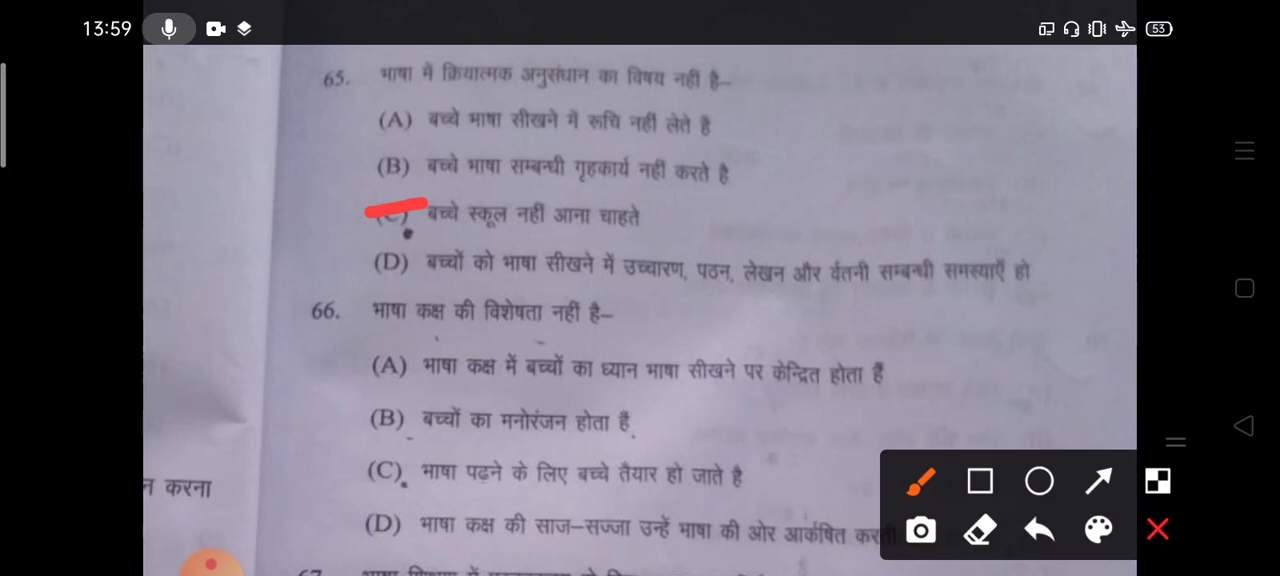 13:59
53
65. भाषा में क्रियात्मक अनुसंधान का विषय नहीं है–
(A) बच्चे भाषा सीखने में रूचि नहीं लेते है
(B) बच्चे भाषा सम्बन्धी गृहकार्य नहीं करते है
(C) बच्चे स्कूल नहीं आना चाहते
(D) बच्चों को भाषा सीखने में उच्चारण, पठन, लेखन और वर्तनी सम्बन्धी समस्याएँ हो
66. भाषा कक्ष की विशेषता नहीं है–
(A) भाषा कक्ष में बच्चों का ध्यान भाषा सीखने पर केन्द्रित होता हैं
(B) बच्चों का मनोरंजन होता है
(C) भाषा पढ़ने के लिए बच्चे तैयार हो जाते है
न करना
(D) भाषा कक्ष की साज–सज्जा उन्हें भाषा की ओर आकर्षित